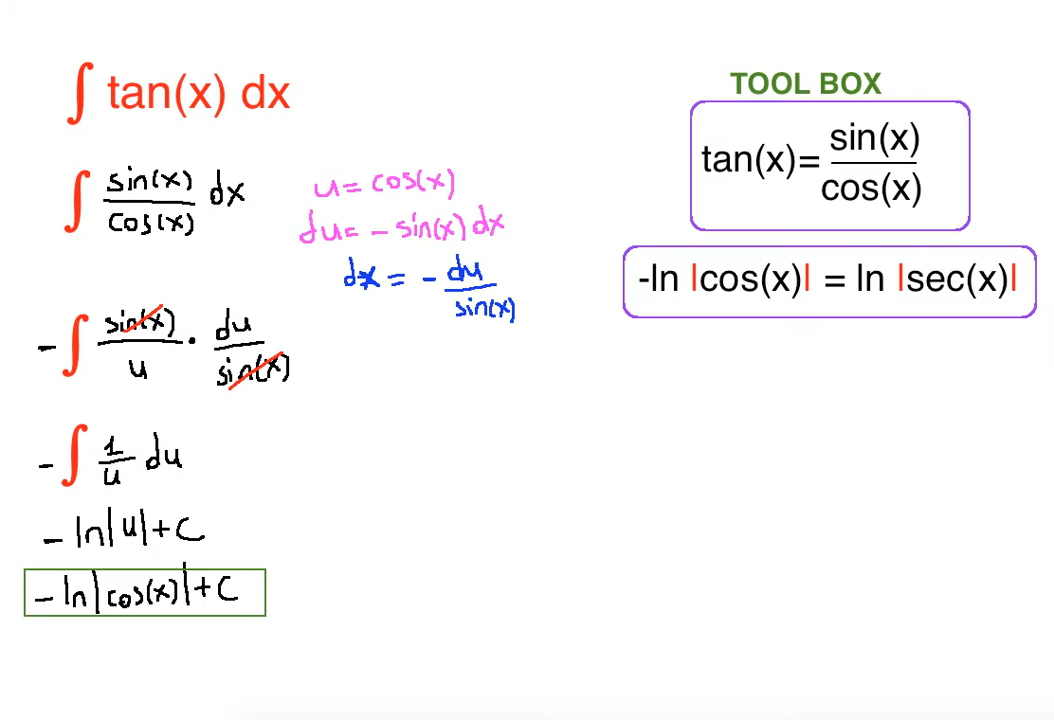 ∫ tan(x) dx
∫ sin(x)/cos(x) dx
u = cos(x)
du = - sin(x) dx
dx = - du/sin(x)
- ∫ sin(x)/u · du/sin(x)
- ∫ 1/u du
- ln|u| + C
- ln|cos(x)| + C
TOOL BOX
tan(x)= sin(x)/cos(x)
-ln |cos(x)| = ln |sec(x)|